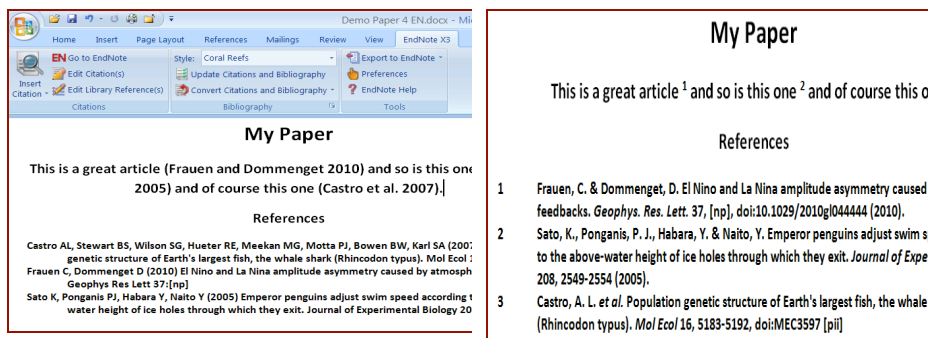 Demo Paper 4 EN.docx - Mi
Home Insert Page Layout References Mailings Review View EndNote X3
EN Go to EndNote
Edit Citation(s)
Edit Library Reference(s)
Insert
Citation
Citations
Style: Coral Reefs
Update Citations and Bibliography
Convert Citations and Bibliography
Bibliography
Export to EndNote
Preferences
? EndNote Help
Tools
My Paper
This is a great article (Frauen and Dommenget 2010) and so is this one
2005) and of course this one (Castro et al. 2007).
References
Castro AL, Stewart BS, Wilson SG, Hueter RE, Meekan MG, Motta PJ, Bowen BW, Karl SA (2007
genetic structure of Earth's largest fish, the whale shark (Rhincodon typus). Mol Ecol
Frauen C, Dommenget D (2010) El Nino and La Nina amplitude asymmetry caused by atmosph
Geophys Res Lett 37:[np]
Sato K, Ponganis PJ, Habara Y, Naito Y (2005) Emperor penguins adjust swim speed according
water height of ice holes through which they exit. Journal of Experimental Biology 20
My Paper
This is a great article 1 and so is this one 2 and of course this o
References
1 Frauen, C. & Dommenget, D. El Nino and La Nina amplitude asymmetry caused
feedbacks. Geophys. Res. Lett. 37, [np], doi:10.1029/2010gl044444 (2010).
2 Sato, K., Ponganis, P. J., Habara, Y. & Naito, Y. Emperor penguins adjust swim s
to the above-water height of ice holes through which they exit. Journal of Expe
208, 2549-2554 (2005).
3 Castro, A. L. et al. Population genetic structure of Earth's largest fish, the whale
(Rhincodon typus). Mol Ecol 16, 5183-5192, doi:MEC3597 [pii]